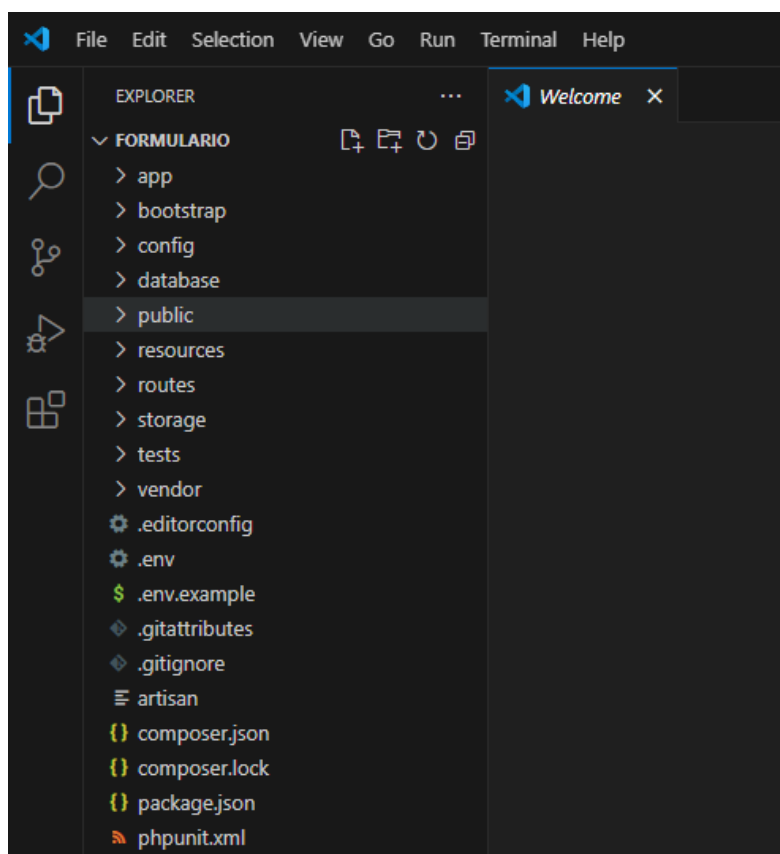 File Edit Selection View Go Run Terminal Help
EXPLORER ... Welcome
FORMULARIO
app
bootstrap
config
database
public
resources
routes
storage
tests
vendor
.editorconfig
.env
$ .env.example
.gitattributes
.gitignore
artisan
{} composer.json
{} composer.lock
{} package.json
phpunit.xml